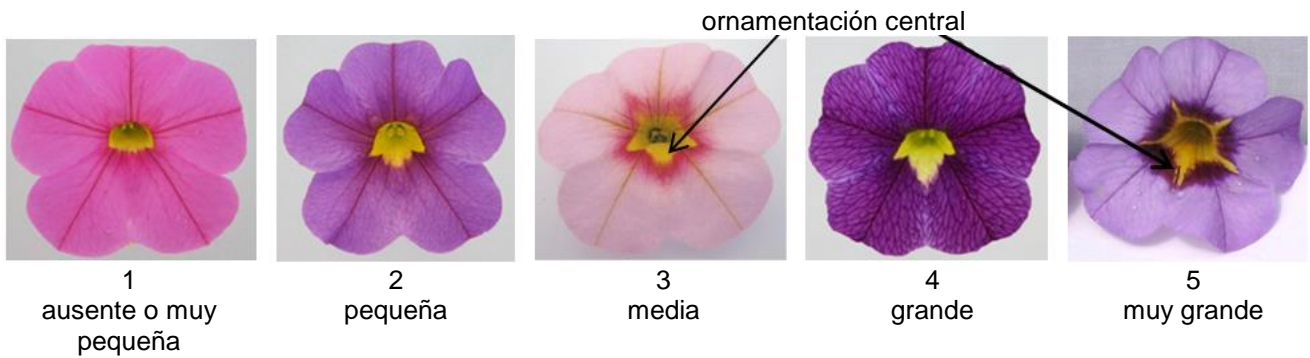 ornamentación central
1 2 3 4 5
ausente o muy pequeña media grande muy grande
pequeña